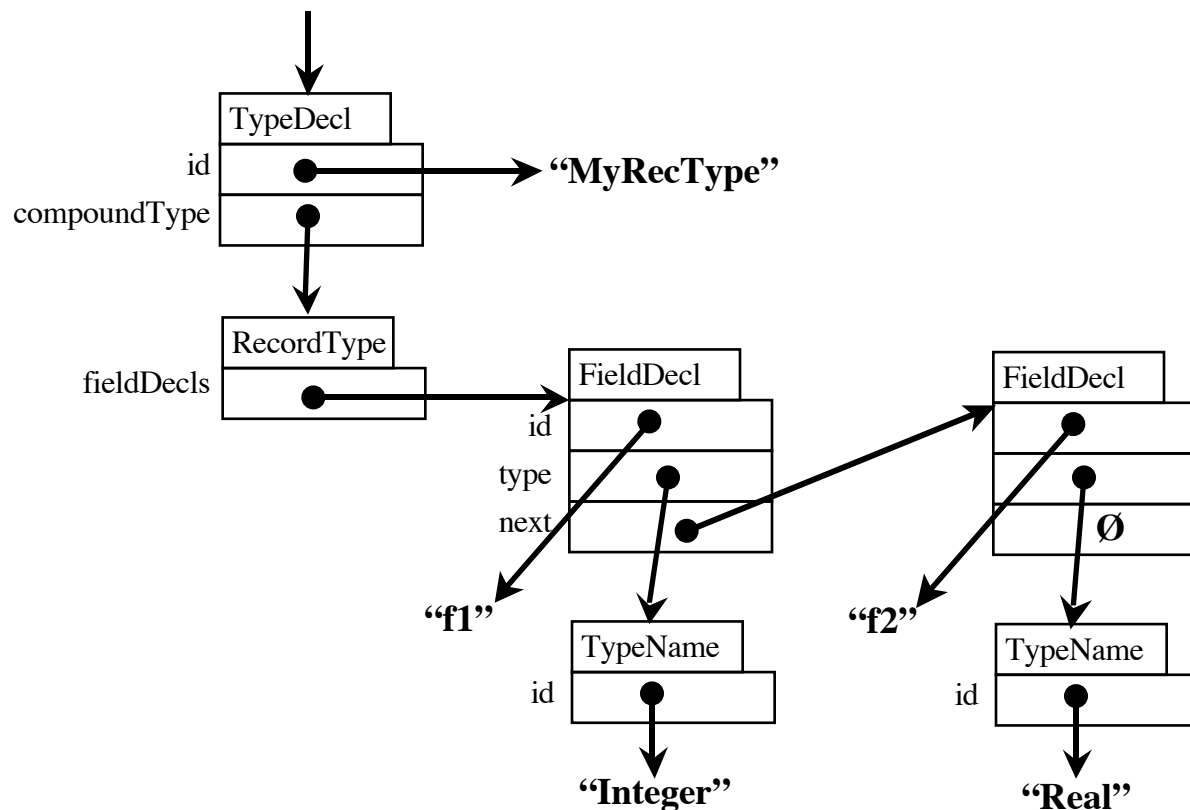 TypeDecl
id
“MyRecType”
compoundType
RecordType
fieldDecls
FieldDecl
id
type
next
“f1”
TypeName
id
“Integer”
FieldDecl
Ø
“f2”
TypeName
id
“Real”